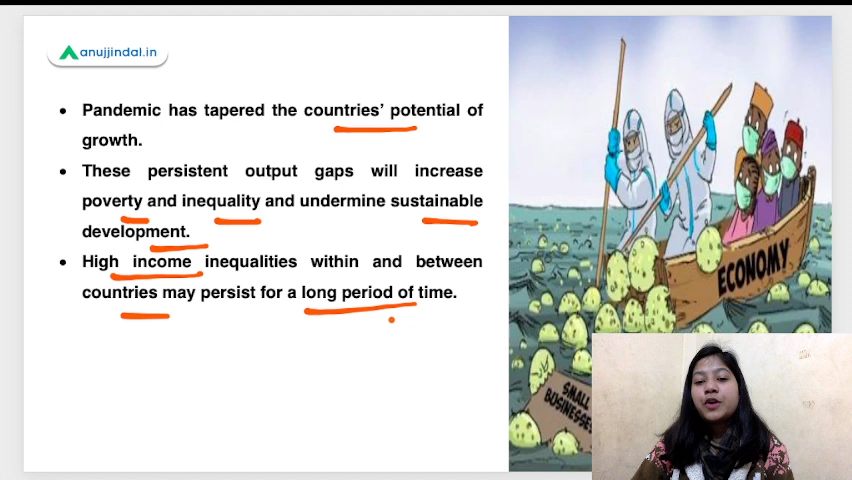 anujjindal.in
• Pandemic has tapered the countries’ potential of
growth.
• These persistent output gaps will increase
poverty and inequality and undermine sustainable
development.
• High income inequalities within and between
countries may persist for a long period of time.
ECONOMY
SMALL
BUSINESSES